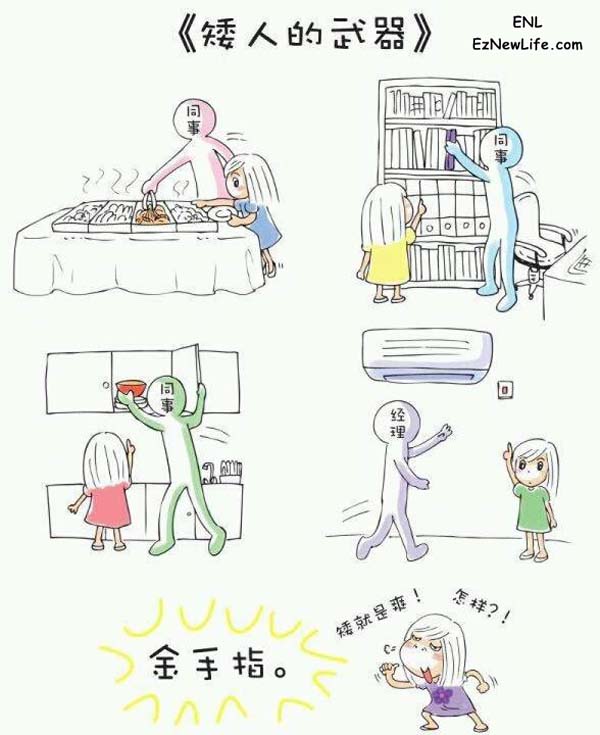 《矮人的武器》
ENL
EzNewLife.com
同事
同事
同事
经理
金手指。
矮就是爽！
怎样?！